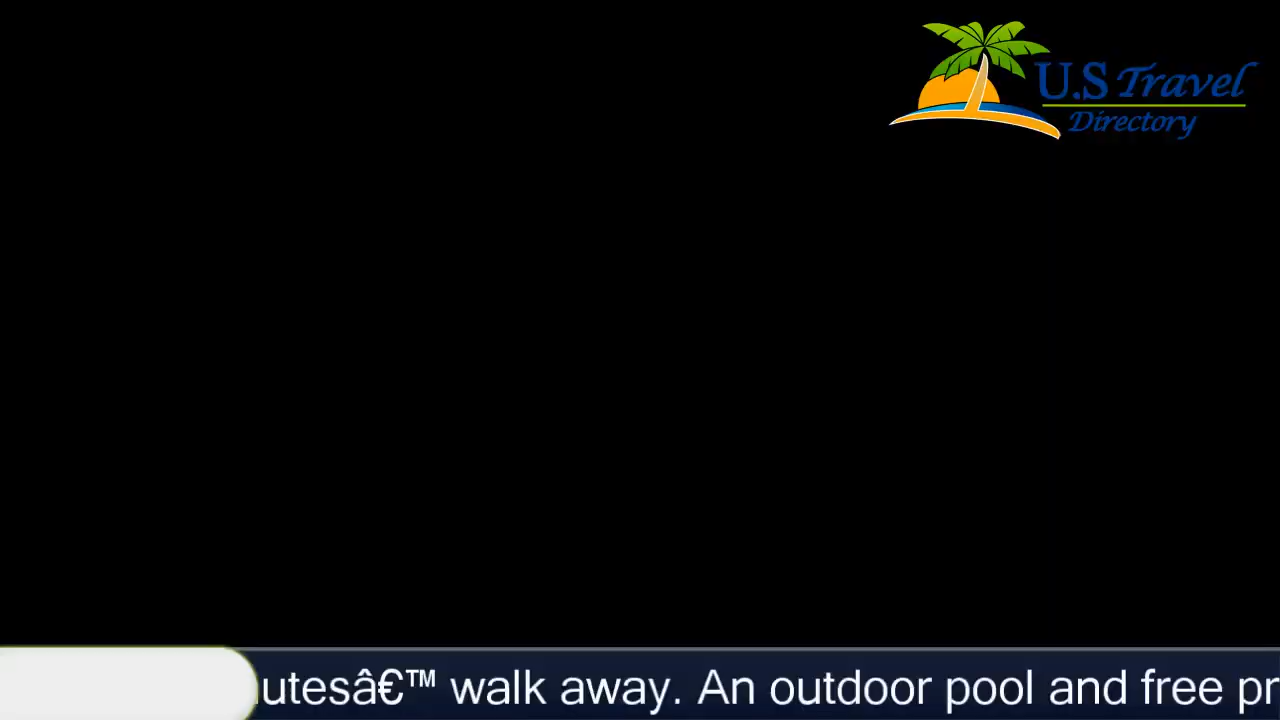 U.S Travel
Directory
utesâ€™ walk away. An outdoor pool and free pr